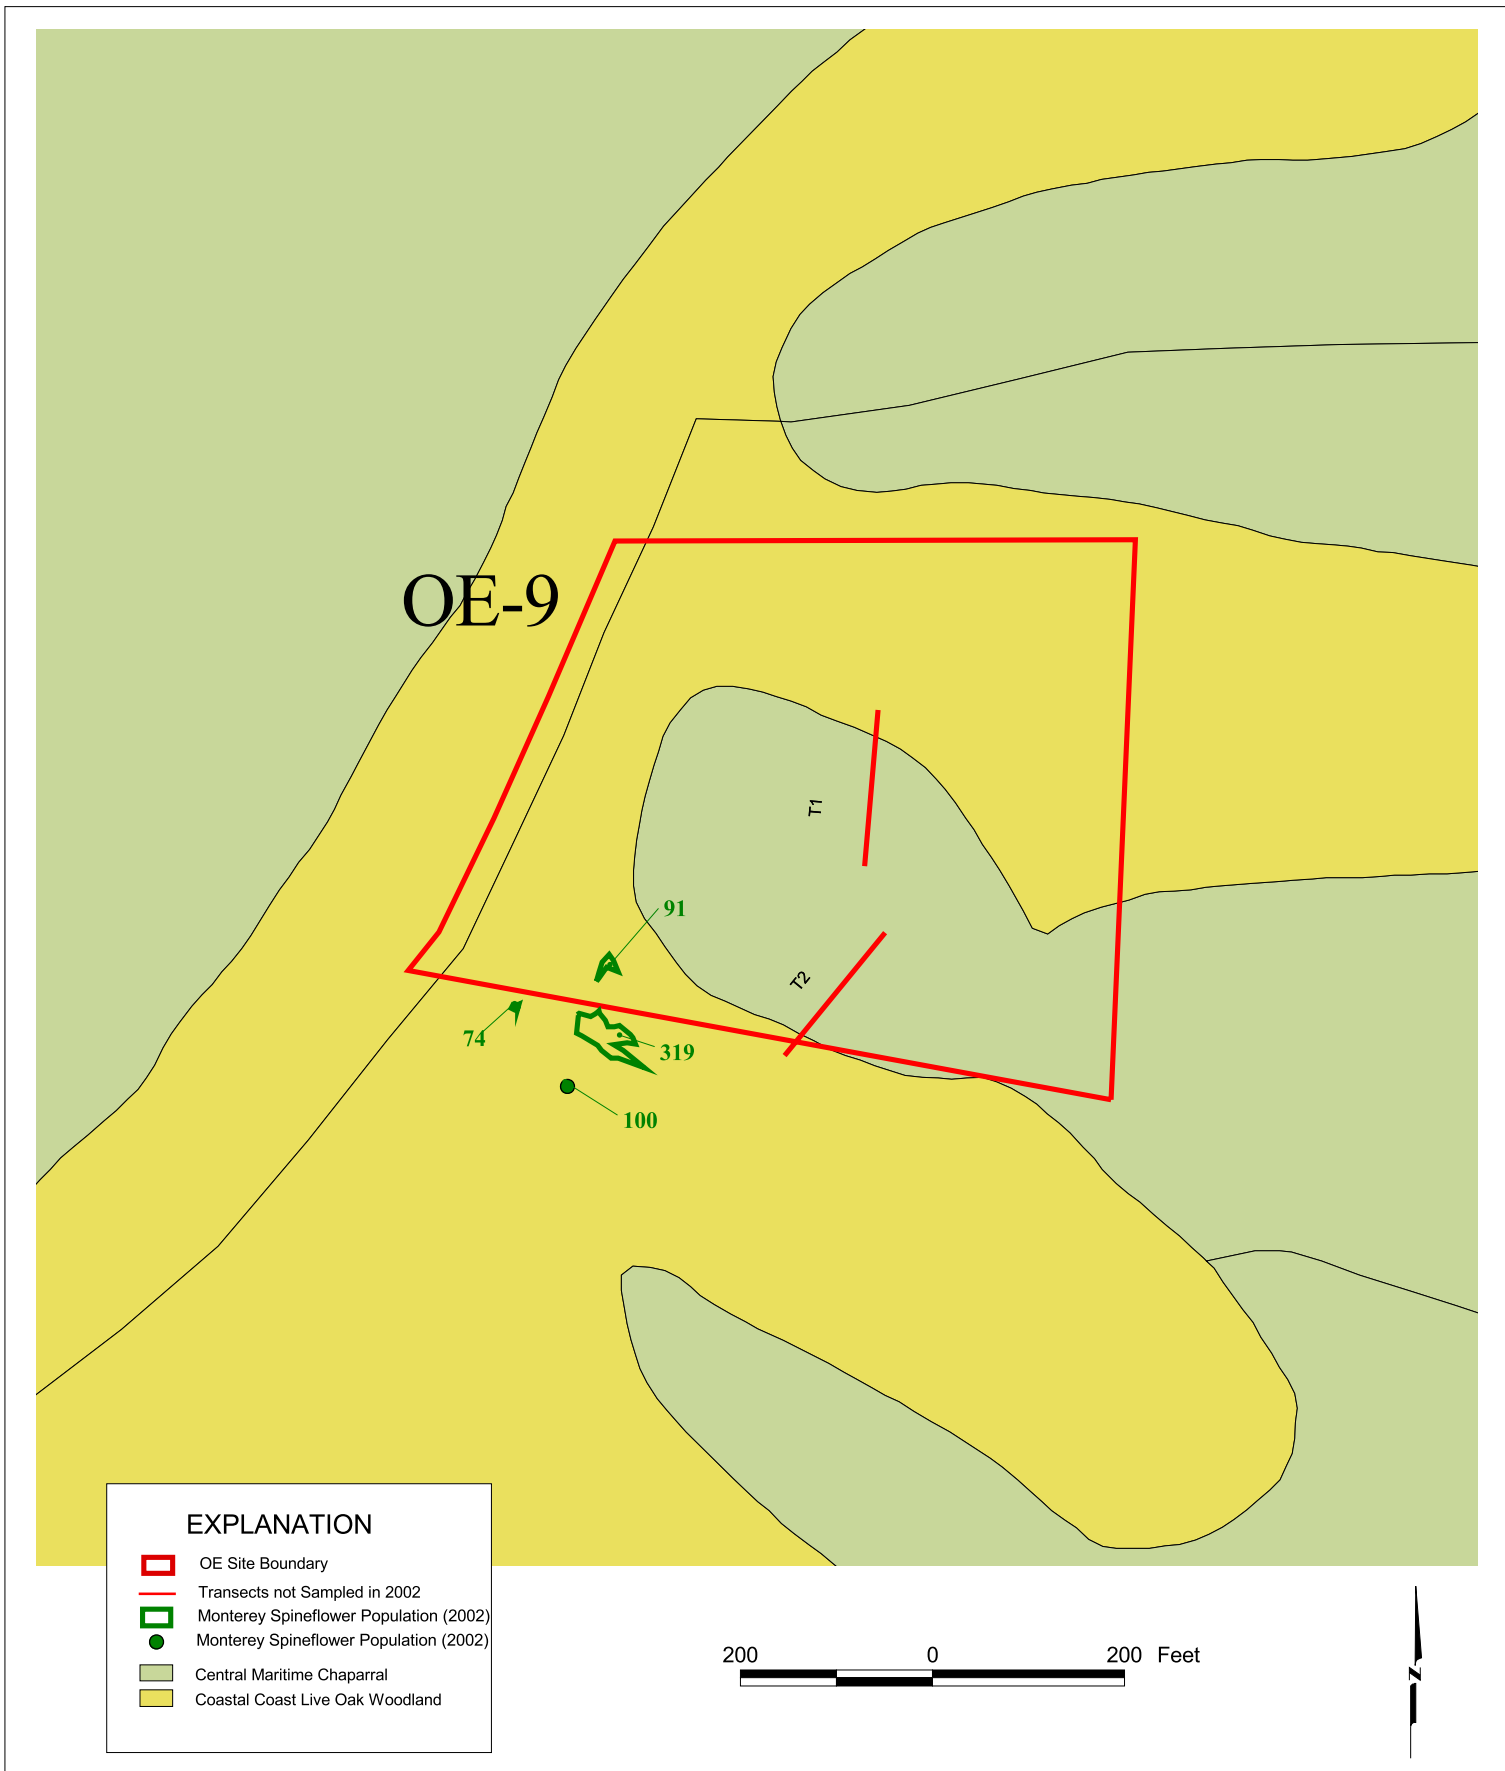 OE-9
T1
91
T2
74
319
100
EXPLANATION
OE Site Boundary
Transects not Sampled in 2002
Monterey Spineflower Population (2002)
Monterey Spineflower Population (2002)
Central Maritime Chaparral
Coastal Coast Live Oak Woodland
200 0 200 Feet
N